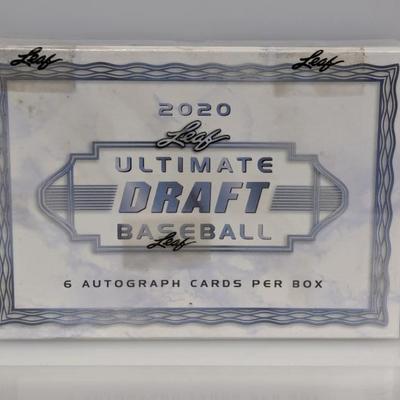 Leaf Leaf
2020
Leaf
ULTIMATE
DRAFT
BASEBALL
Leaf
6 AUTOGRAPH CARDS PER BOX